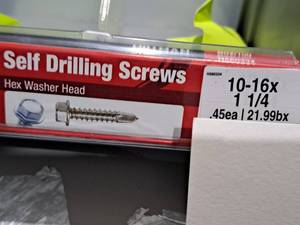 Self Drilling Screws
Hex Washer Head
10-16x
1 1/4
.45ea | 21.99bx